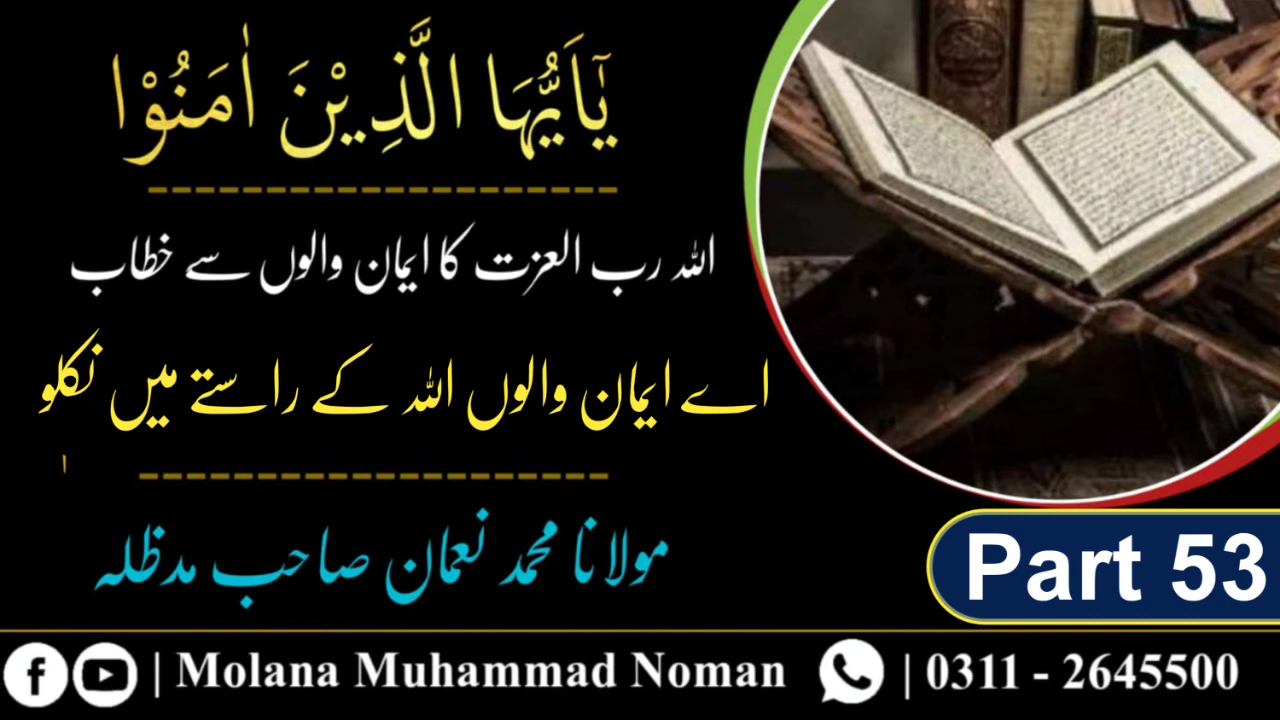 يٰٓاَيُّهَا الَّذِيْنَ اٰمَنُوْا
اللہ رب العزت کا ایمان والوں سے خطاب
اے ایمان والوں اللہ کے راستے میں نکلو
مولانا محمد نعمان صاحب مدظلہ
Part 53
| Molana Muhammad Noman | 0311 - 2645500